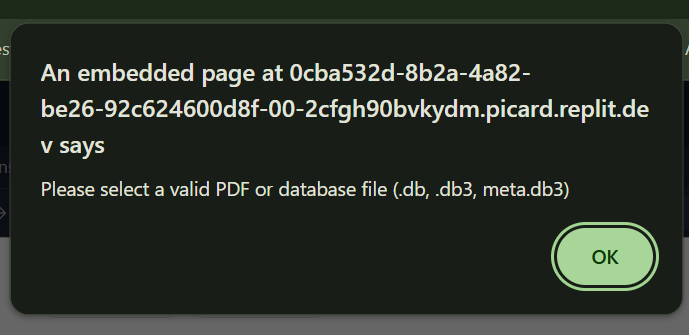 An embedded page at 0cba532d-8b2a-4a82-
be26-92c624600d8f-00-2cfgh90bvkydm.picard.replit.de
v says
Please select a valid PDF or database file (.db, .db3, meta.db3)
OK